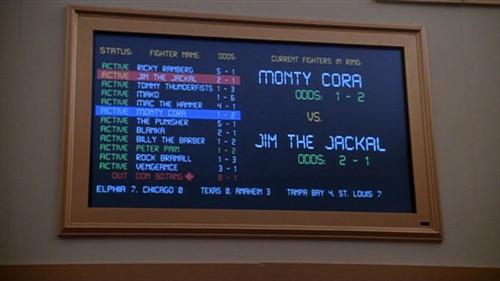 STATUS: FIGHTER NAME: ODDS:
ACTIVE RICKY RAMBERG 5 - 1
ACTIVE JIM THE JACKAL 2 - 1
ACTIVE TOMMY THUNDERFISTS 1 - 3
ACTIVE MAKO 1 - 6
ACTIVE MAC THE HAMMER 4 - 1
ACTIVE MONTY CORA 1 - 2
ACTIVE THE PUNISHER 5 - 1
ACTIVE BLANKA 2 - 1
ACTIVE BILLY THE BARBER 1 - 2
ACTIVE PETER PAIN 1 - 2
ACTIVE ROCK BRAMALL 1 - 3
ACTIVE VENGEANCE 3 - 1
OUT DOM BOTANG
CURRENT FIGHTERS IN RING:
MONTY CORA
ODDS: 1 - 2
VS.
JIM THE JACKAL
ODDS: 2 - 1
ELPHIA 7, CHICAGO 0 TEXAS 0, ANAHEIM 3 TAMPA BAY 4, ST. LOUIS 7